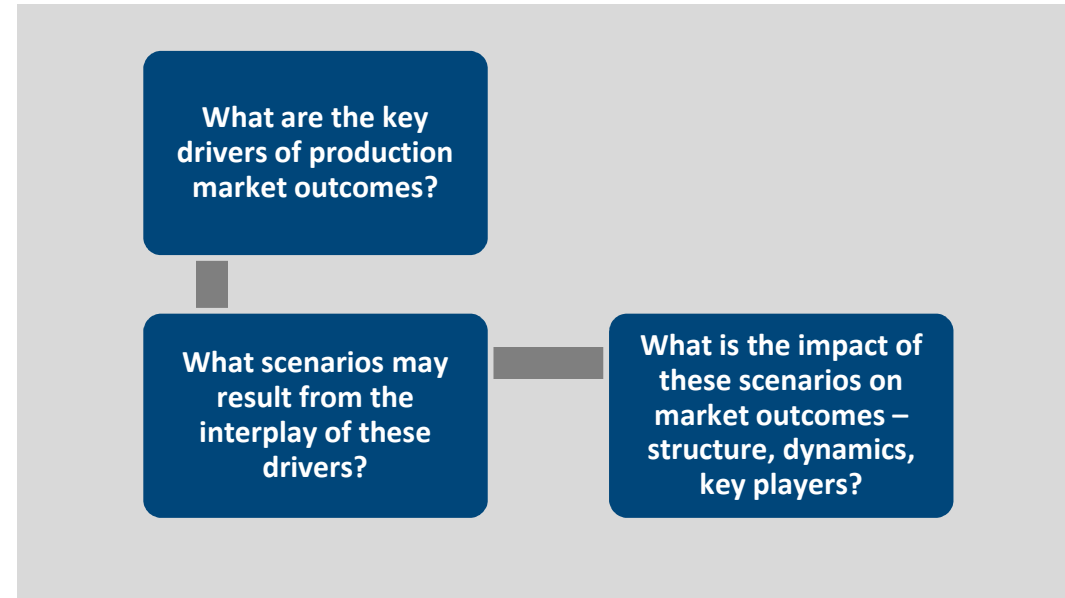 What are the key
drivers of production
market outcomes?
What scenarios may
result from the
interplay of these
drivers?
What is the impact of
these scenarios on
market outcomes –
structure, dynamics,
key players?